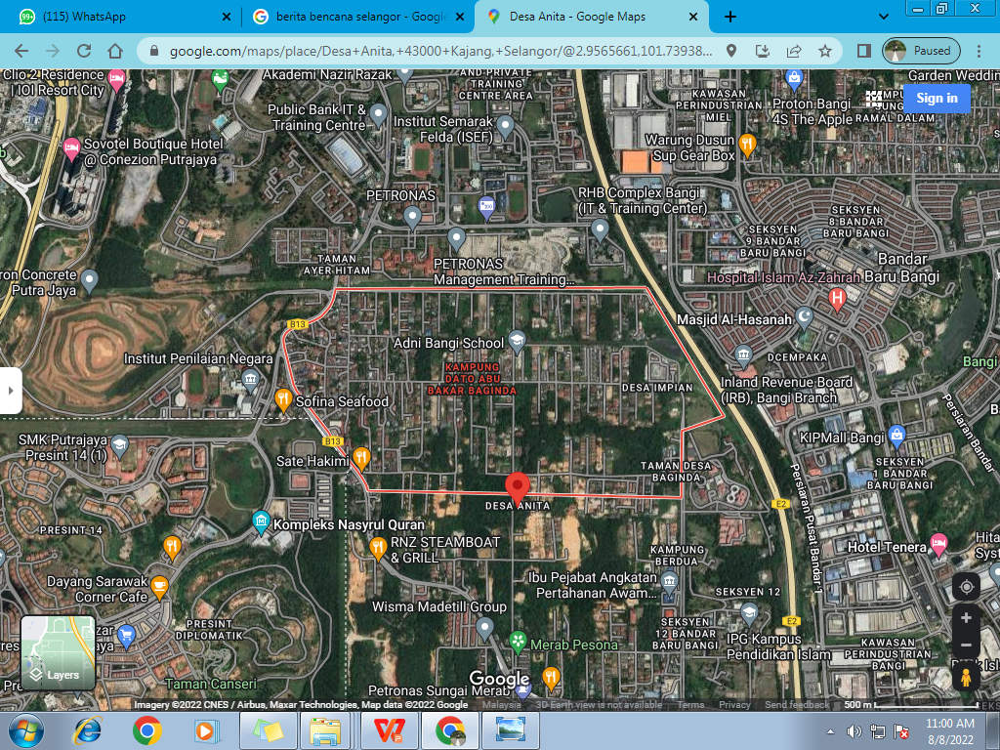 (115) WhatsApp
berita bencana selangor - Google
Desa Anita - Google Maps
google.com/maps/place/Desa+Anita,+43000+Kajang,+Selangor/@2.9565661,101.73938...
Paused
Clio 2 Residence
| IOI Resort City
Akademi Nazir Razak
AND PRIVATE
TRAINING
CENTRE AREA
KAWASAN
PERINDUSTRIAN
MIEL
Proton Bangi
4S The Apple
RAMAL DALAM
Garden Wedding
Sign in
Public Bank IT &
Training Centre
Institut Semarak
Felda (ISEF)
Warung Dusun
Sup Gear Box
Sovotel Boutique Hotel
@ Conezion Putrajaya
PETRONAS
RHB Complex Bangi
(IT & Training Center)
SEKSYEN
8 BANDAR
BARU BANGI
SEKSYEN
9 BANDAR
BARU BANGI
TAMAN
AYER HITAM
PETRONAS
Management Training...
Bandar
Baru Bangi
Hospital Islam Az-Zahrah
Concrete
Putra Jaya
Masjid Al-Hasanah
B13
Adni Bangi School
Institut Penilaian Negara
DCEMPAKA
Bangi
KAMPUNG
DATO ABU
BAKAR BAGINDA
DESA IMPIAN
Inland Revenue Board
(IRB), Bangi Branch
Sofina Seafood
Persiaran Bandar
SMK Putrajaya
Presint 14 (1)
B13
KIPMall Bangi
Sate Hakimi
TAMAN DESA
BAGINDA
SEKSYEN
1 BANDAR
BARU BANGI
Persiaran Pusat Bandar 1
DESA ANITA
E2
PRESINT 14
Kompleks Nasyrul Quran
RNZ STEAMBOAT
& GRILL
KAMPUNG
BERDUA
Hotel Tenera
Dayang Sarawak
Corner Cafe
Ibu Pejabat Angkatan
Pertahanan Awam...
SEKSYEN 12
Wisma Madetill Group
PRESINT
DIPLOMATIK
E2
SEKSYEN
12 BANDAR
BARU BANGI
IPG Kampus
Pendidikan Islam
Merab Pesona
KAWASAN
PERINDUSTRIAN
BANGI
Layers
Taman Canseri
Google
Petronas Sungai Merab
Imagery ©2022 CNES / Airbus, Maxar Technologies, Map data ©2022 Google
Malaysia
3D Earth view is not available
Terms
Privacy
Send feedback
500 m
11:00 AM
8/8/2022